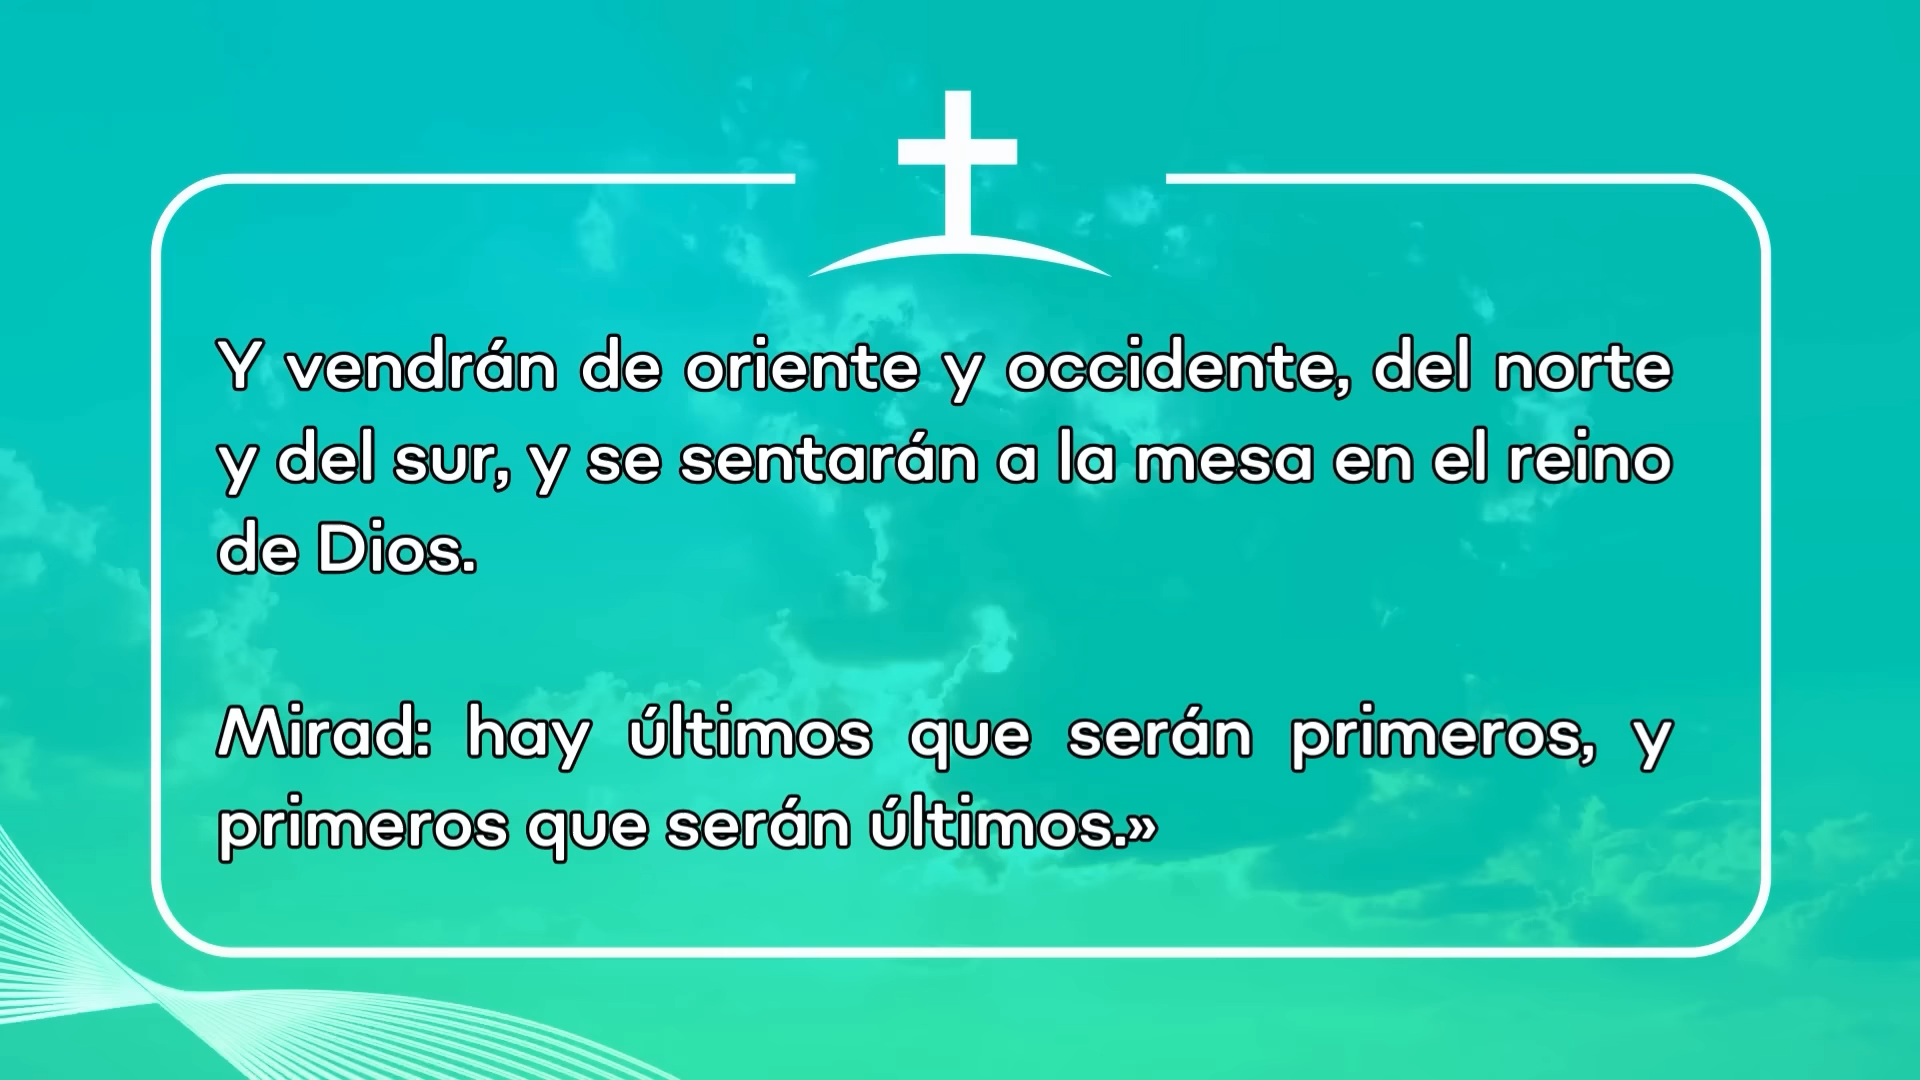 Y vendrán de oriente y occidente, del norte
y del sur, y se sentarán a la mesa en el reino
de Dios.
Mirad: hay últimos que serán primeros, y
primeros que serán últimos.»